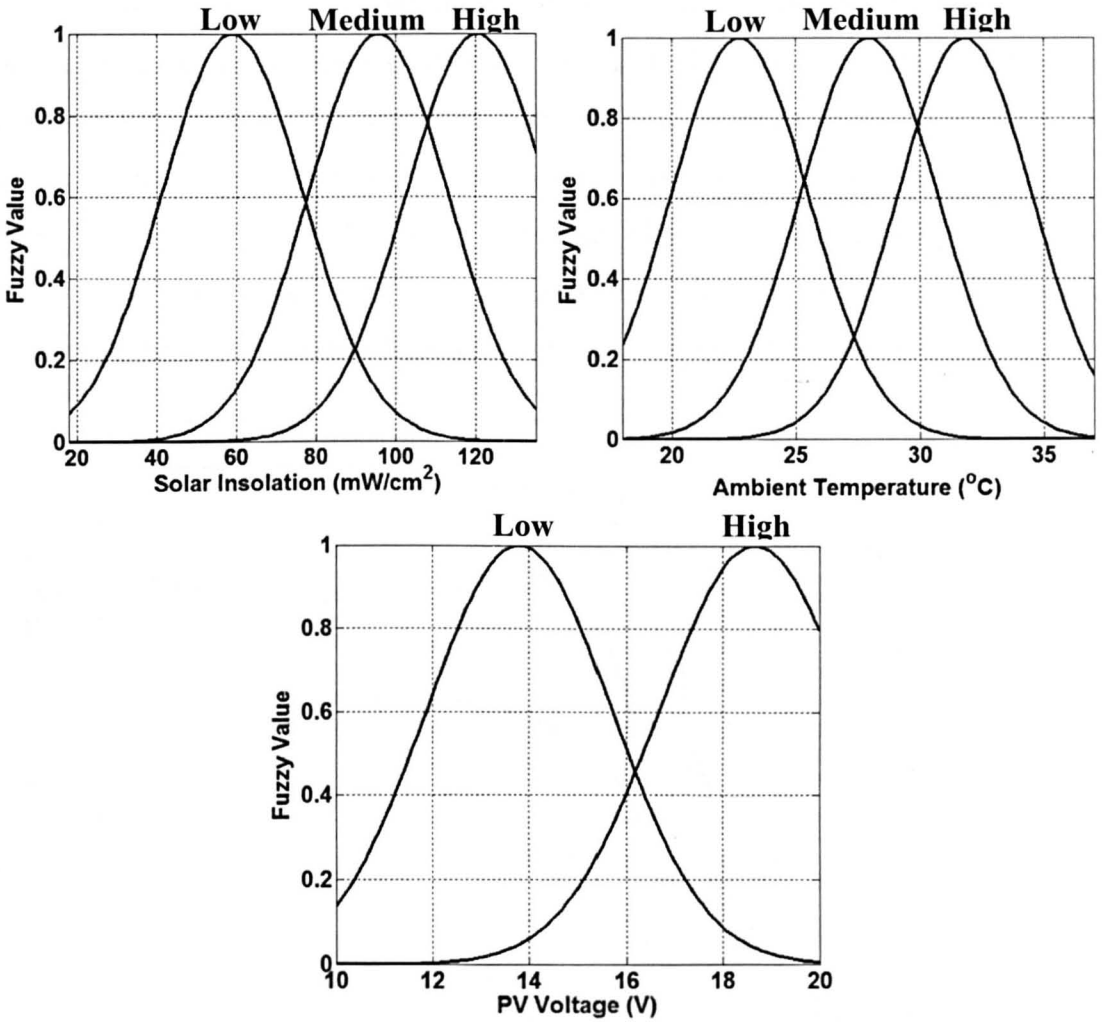 Low Medium High
1
0.8
0.6
0.4
0.2
0
Fuzzy Value
20 40 60 80 100 120
Solar Insolation (mW/cm²)
Low Medium High
1
0.8
0.6
0.4
0.2
0
Fuzzy Value
20 25 30 35
Ambient Temperature (°C)
Low High
1
0.8
0.6
0.4
0.2
0
Fuzzy Value
10 12 14 16 18 20
PV Voltage (V)